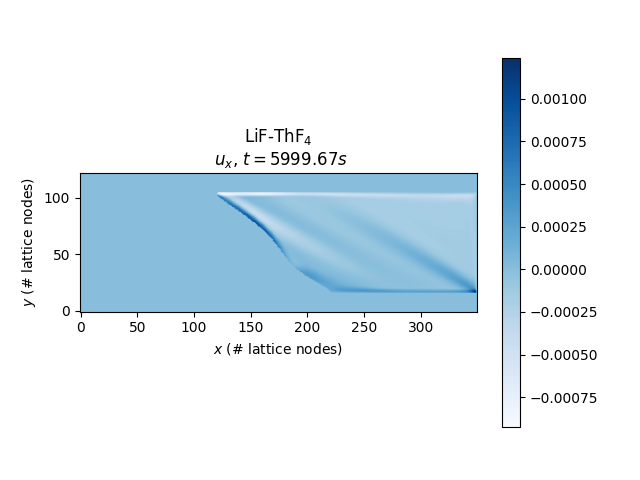 LiF-ThF₄
uₓ, t = 5999.67s
y (# lattice nodes)
100
50
0
0 50 100 150 200 250 300
x (# lattice nodes)
0.00100
0.00075
0.00050
0.00025
0.00000
−0.00025
−0.00050
−0.00075